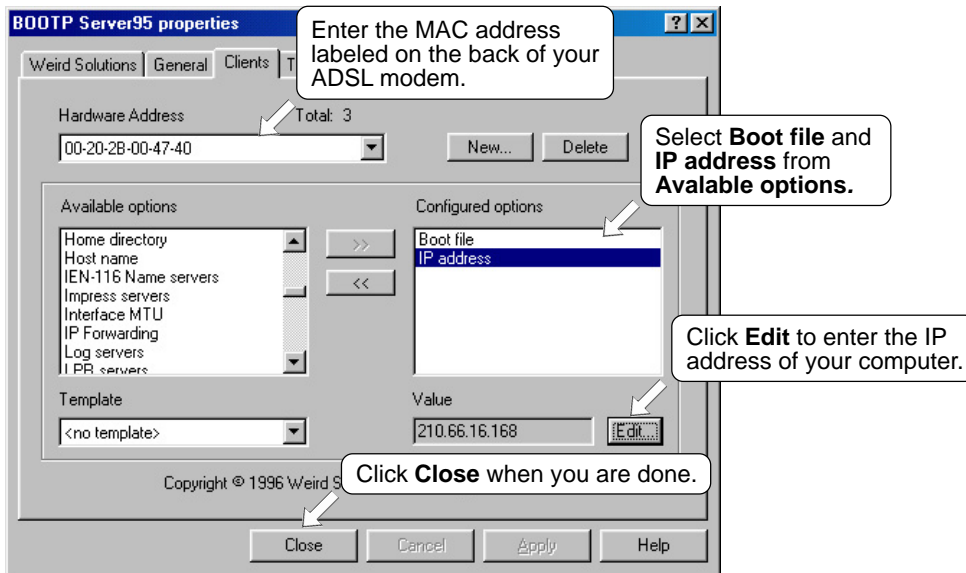 BOOTP Server95 properties
Enter the MAC address
labeled on the back of your
ADSL modem.
Weird Solutions
General
Clients
T
Hardware Address
Total: 3
00-20-2B-00-47-40
New...
Delete
Select Boot file and
IP address from
Avalable options.
Available options
Configured options
Home directory
Host name
IEN-116 Name servers
Impress servers
Interface MTU
IP Forwarding
Log servers
LPR servers
>>
<<
Boot file
IP address
Click Edit to enter the IP
address of your computer.
Template
Value
<no template>
210.66.16.168
Edit...
Copyright © 1996 Weird S
Click Close when you are done.
Close
Cancel
Apply
Help